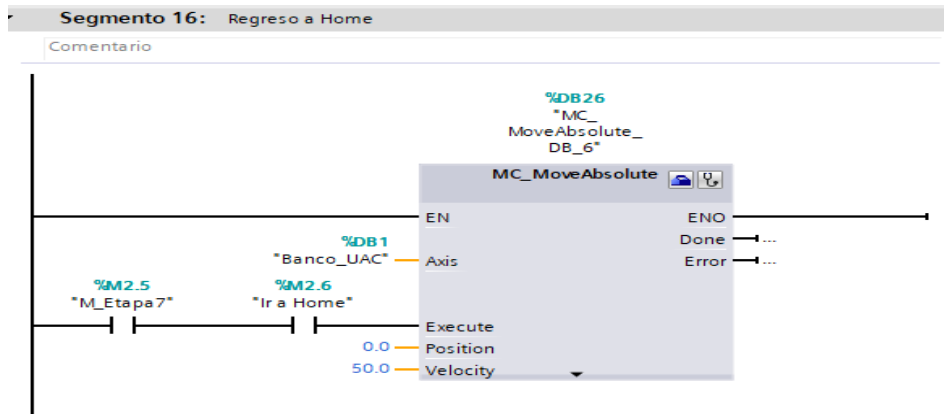 Segmento 16: Regreso a Home
Comentario
%DB26
"MC_
MoveAbsolute_
DB_6"
MC_MoveAbsolute
EN ENO
%DB1 Done ...
"Banco_UAC" Axis Error ...
%M2.5 %M2.6
"M_Etapa7" "Ir a Home"
Execute
0.0 Position
50.0 Velocity